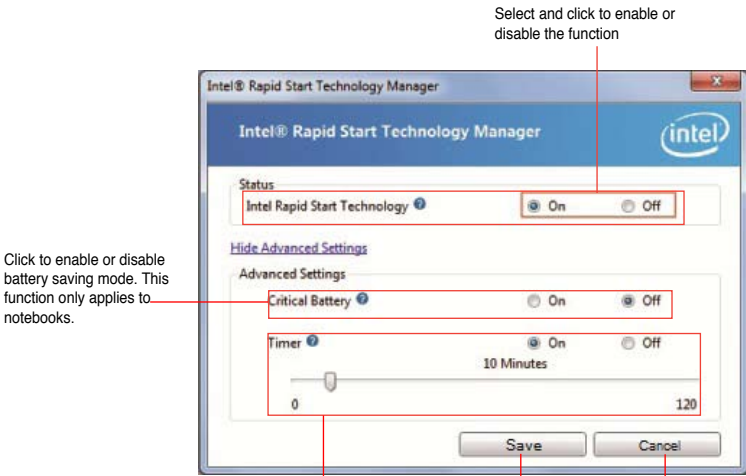 Select and click to enable or
disable the function
Intel® Rapid Start Technology Manager
Intel® Rapid Start Technology Manager
intel
Status
Intel Rapid Start Technology ? On Off
Hide Advanced Settings
Advanced Settings
Click to enable or disable
battery saving mode. This
function only applies to
notebooks.
Critical Battery ? On Off
Timer ? On Off
10 Minutes
0 120
Save Cancel